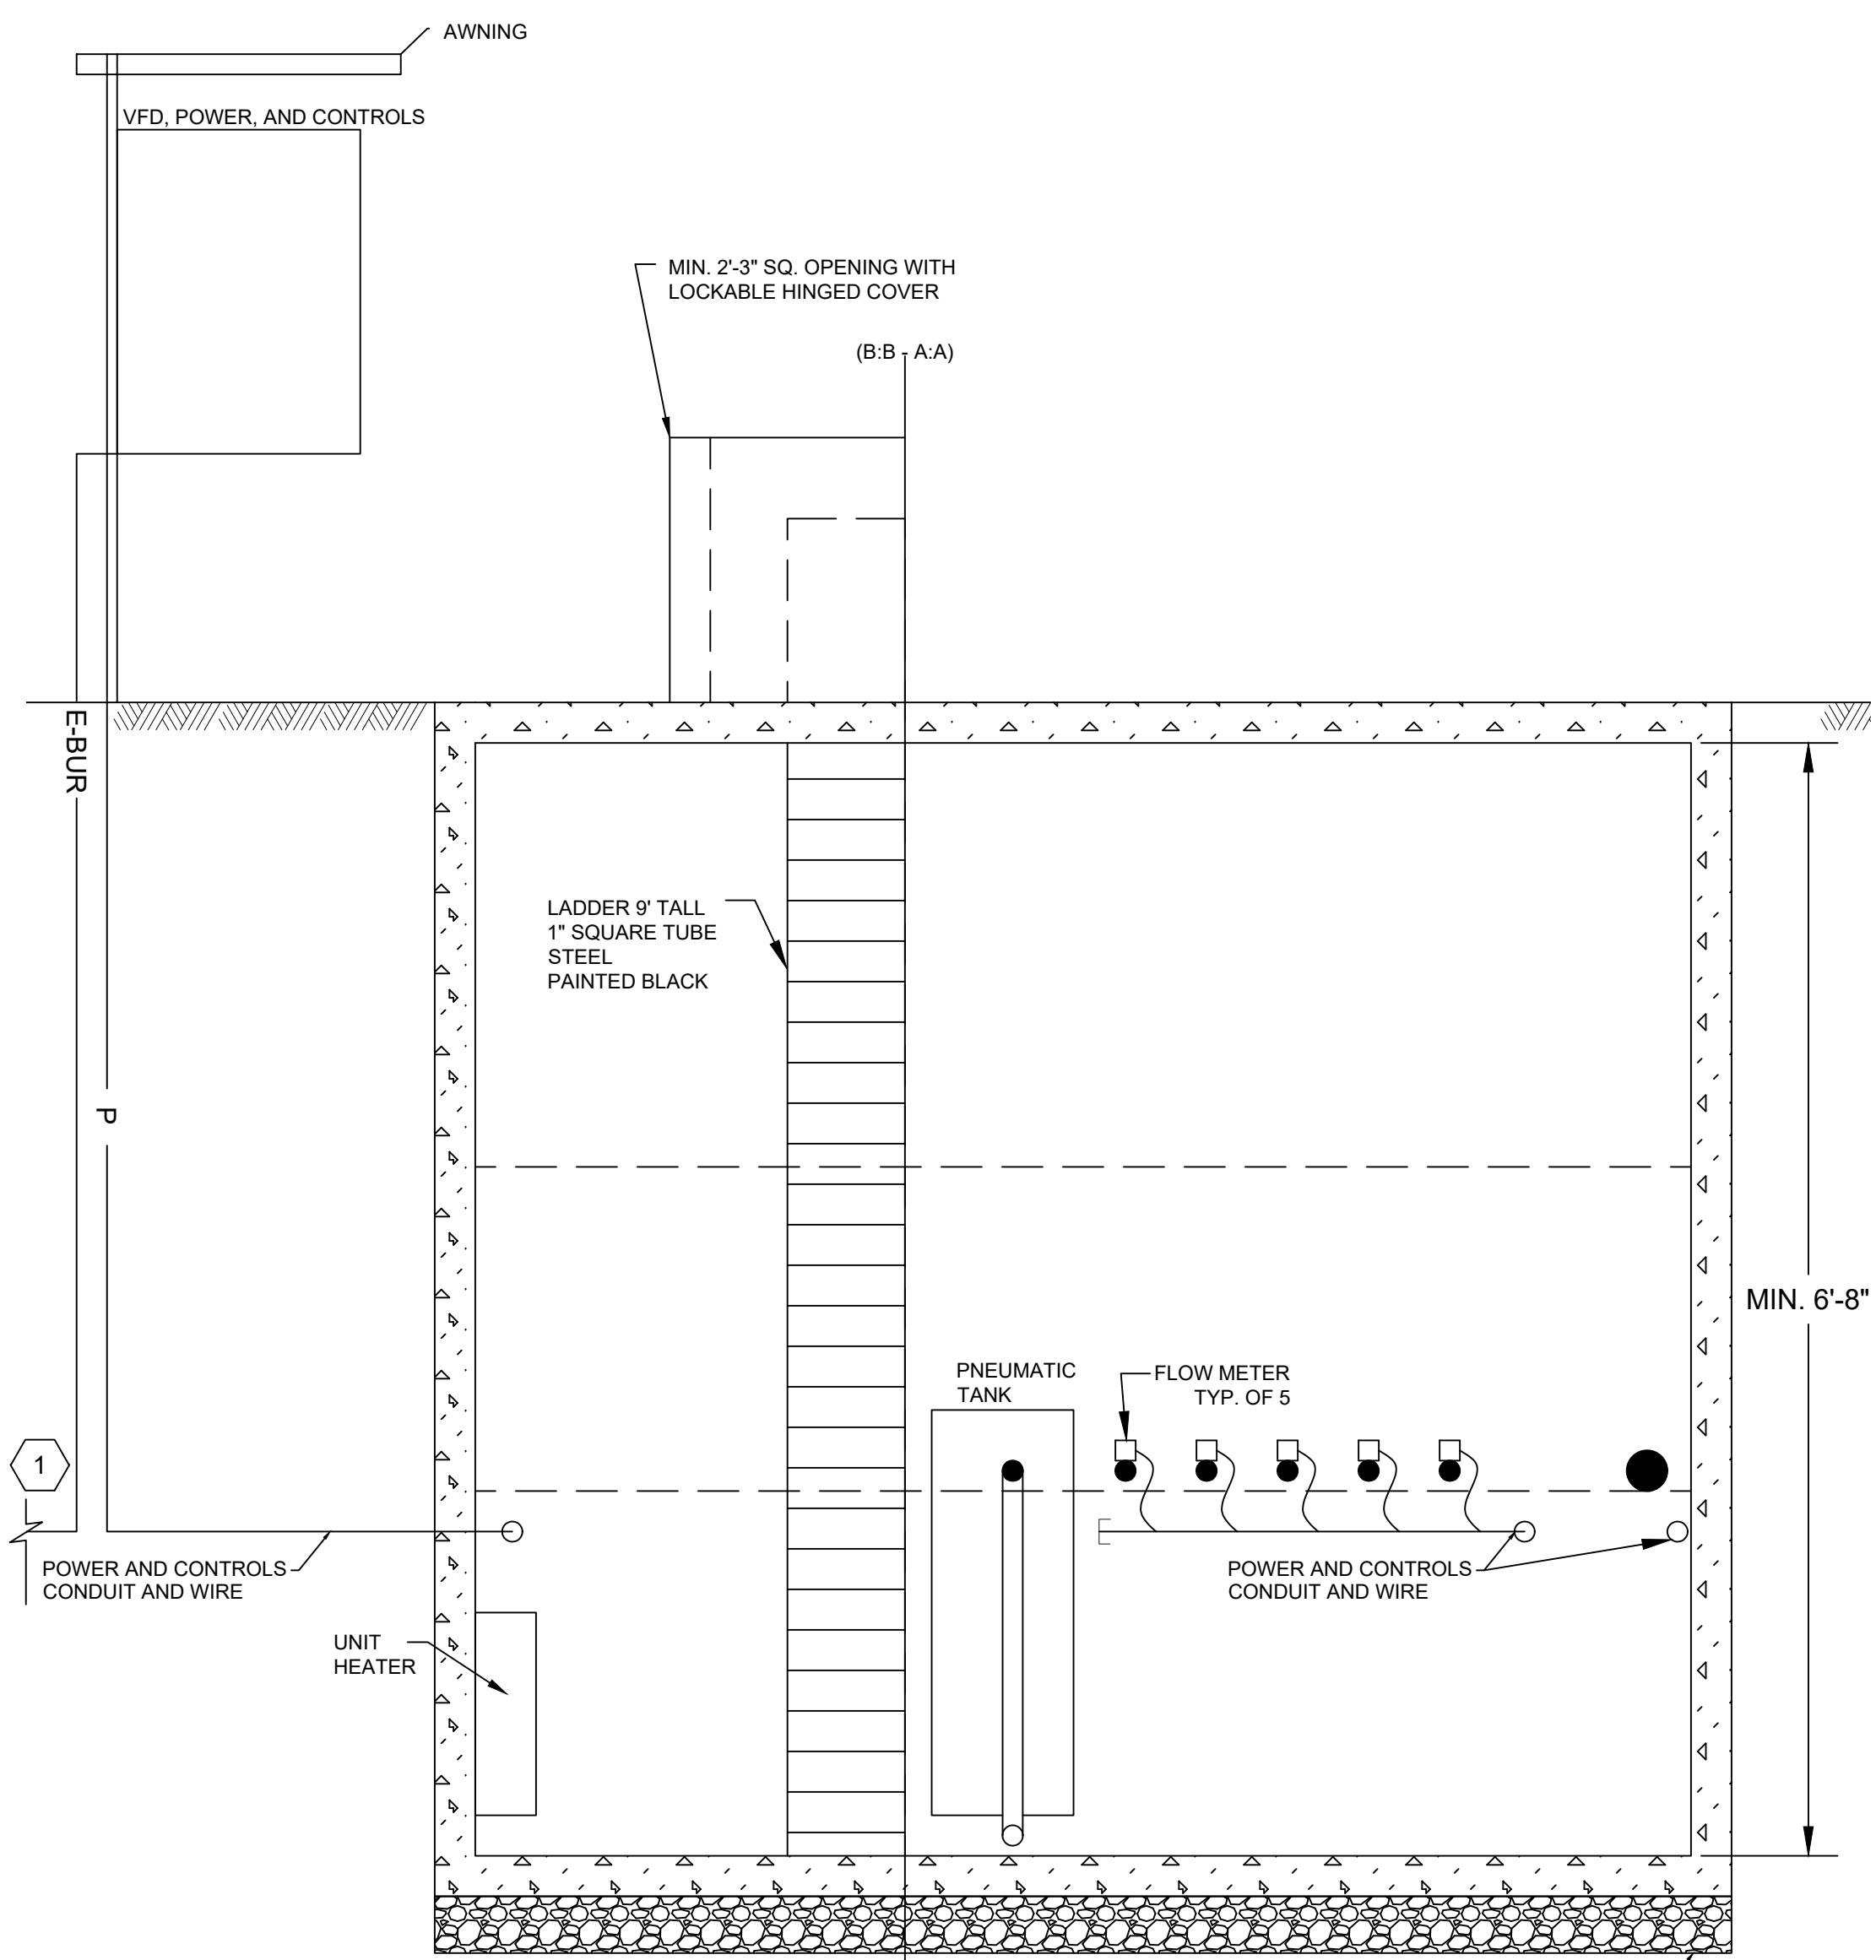 AWNING
VFD, POWER, AND CONTROLS
MIN. 2'-3" SQ. OPENING WITH
LOCKABLE HINGED COVER
(B:B - A:A)
E-BUR
LADDER 9' TALL
1" SQUARE TUBE
STEEL
PAINTED BLACK
P
MIN. 6'-8"
PNEUMATIC
TANK
FLOW METER
TYP. OF 5
1
POWER AND CONTROLS
CONDUIT AND WIRE
POWER AND CONTROLS
CONDUIT AND WIRE
UNIT
HEATER